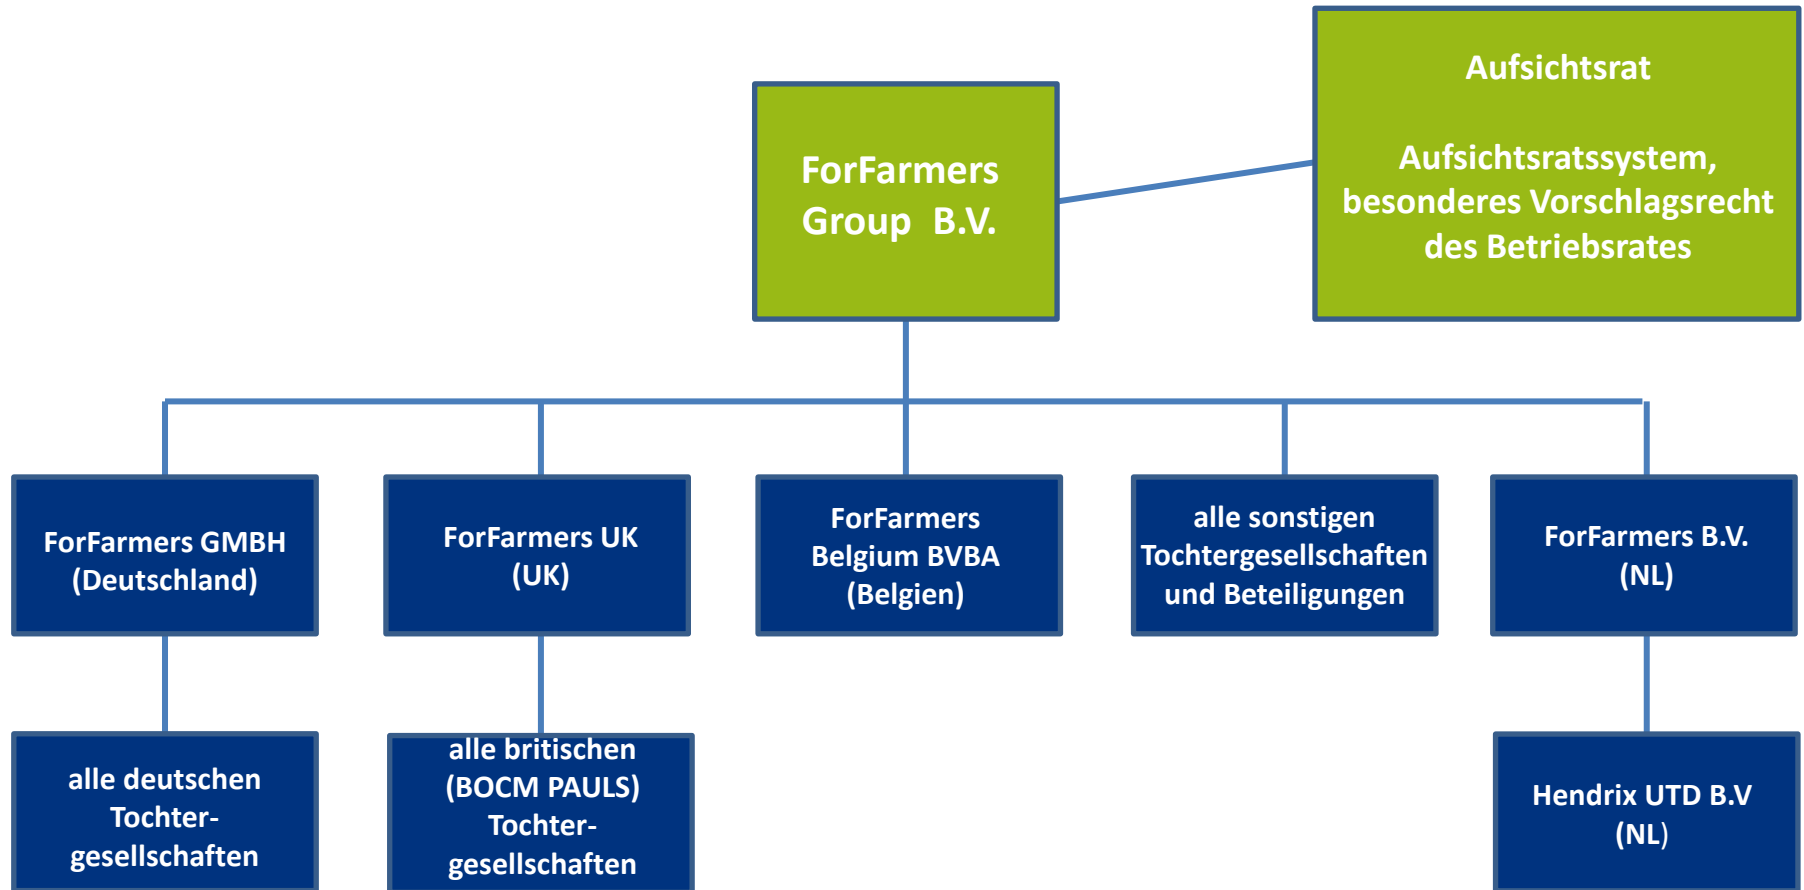 Aufsichtsrat
Aufsichtsratssystem,
besonderes Vorschlagsrecht
des Betriebsrates
ForFarmers
Group B.V.
ForFarmers GMBH
(Deutschland)
ForFarmers UK
(UK)
ForFarmers
Belgium BVBA
(Belgien)
alle sonstigen
Tochtergesellschaften
und Beteiligungen
ForFarmers B.V.
(NL)
alle deutschen
Tochter-
gesellschaften
alle britischen
(BOCM PAULS)
Tochter-
gesellschaften
Hendrix UTD B.V
(NL)